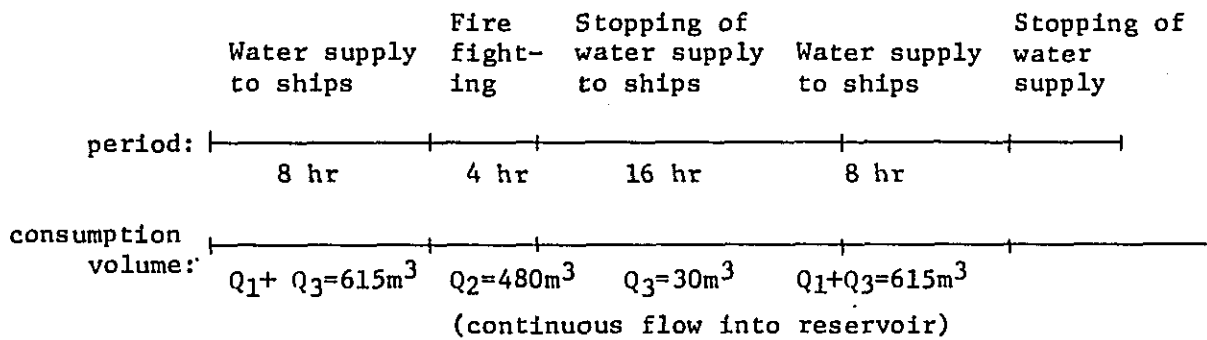 Fire Stopping of Stopping of
Water supply fight- water supply Water supply water
to ships ing to ships to ships supply
period:
8 hr 4 hr 16 hr 8 hr
consumption
volume:
Q1+ Q3=615m3 Q2=480m3 Q3=30m3 Q1+Q3=615m3
(continuous flow into reservoir)